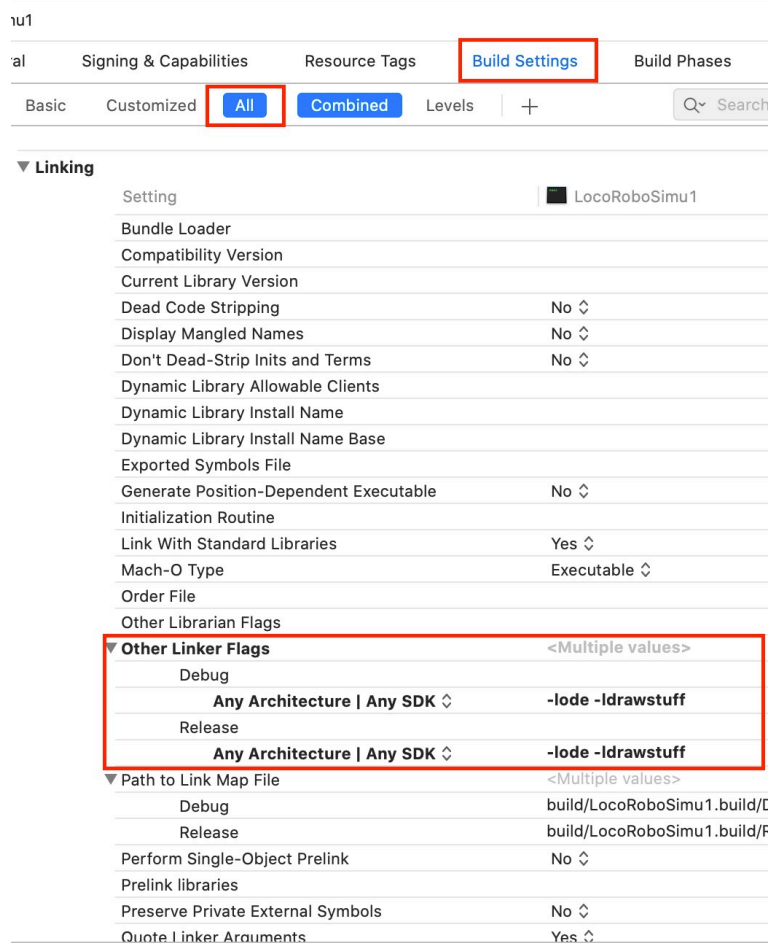 nu1
ral Signing & Capabilities Resource Tags Build Settings Build Phases
Basic Customized All Combined Levels + Search
Linking
Setting LocoRoboSimu1
Bundle Loader
Compatibility Version
Current Library Version
Dead Code Stripping No
Display Mangled Names No
Don't Dead-Strip Inits and Terms No
Dynamic Library Allowable Clients
Dynamic Library Install Name
Dynamic Library Install Name Base
Exported Symbols File
Generate Position-Dependent Executable No
Initialization Routine
Link With Standard Libraries Yes
Mach-O Type Executable
Order File
Other Librarian Flags
Other Linker Flags <Multiple values>
Debug
Any Architecture | Any SDK -lode -ldrawstuff
Release
Any Architecture | Any SDK -lode -ldrawstuff
Path to Link Map File <Multiple values>
Debug build/LocoRoboSimu1.build/D
Release build/LocoRoboSimu1.build/R
Perform Single-Object Prelink No
Prelink libraries
Preserve Private External Symbols No
Quote Linker Arguments Yes